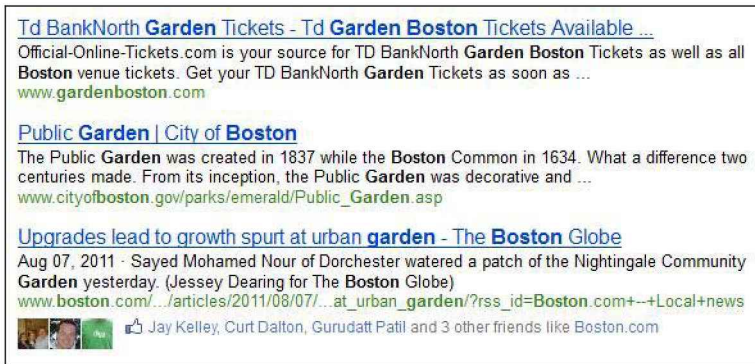 Td BankNorth Garden Tickets - Td Garden Boston Tickets Available ...
Official-Online-Tickets.com is your source for TD BankNorth Garden Boston Tickets as well as all
Boston venue tickets. Get your TD BankNorth Garden Tickets as soon as ...
www.gardenboston.com
Public Garden | City of Boston
The Public Garden was created in 1837 while the Boston Common in 1634. What a difference two
centuries made. From its inception, the Public Garden was decorative and ...
www.cityofboston.gov/parks/emerald/Public_Garden.asp
Upgrades lead to growth spurt at urban garden - The Boston Globe
Aug 07, 2011 · Sayed Mohamed Nour of Dorchester watered a patch of the Nightingale Community
Garden yesterday. (Jessey Dearing for The Boston Globe)
www.boston.com/.../articles/2011/08/07/...at_urban_garden/?rss_id=Boston.com+--+Local+news
Jay Kelley, Curt Dalton, Gurudatt Patil and 3 other friends like Boston.com